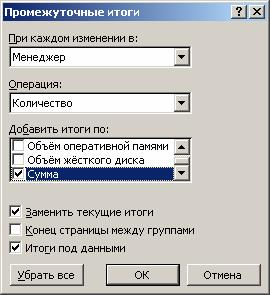 Промежуточные итоги
При каждом изменении в:
Менеджер
Операция:
Количество
Добавить итоги по:
Объём оперативной памями
Объём жёсткого диска
Сумма
Заменить текущие итоги
Конец страницы между группами
Итоги под данными
Убрать все
OK
Отмена